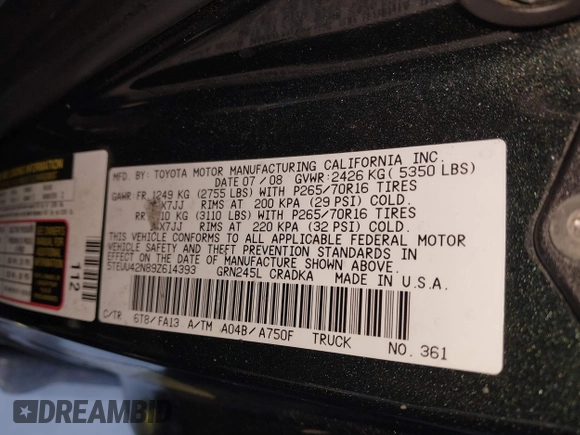 MFD. BY: TOYOTA MOTOR MANUFACTURING CALIFORNIA INC.
DATE 07/08 GVWR:2426 KG( 5350 LBS)
GAWR: FR 1249 KG (2755 LBS) WITH P265/70R16 TIRES
X7JJ RIMS AT 200 KPA (29 PSI) COLD.
RR 10 KG (3110 LBS) WITH P265/70R16 TIRES
X7JJ RIMS AT 220 KPA (32 PSI) COLD.
THIS VEHICLE CONFORMS TO ALL APPLICABLE FEDERAL MOTOR
VEHICLE SAFETY AND THEFT PREVENTION STANDARDS IN
EFFECT ON THE DATE OF MANUFACTURE SHOWN ABOVE.
5TEUU42N89Z614393 GRN245L CRADKA MADE IN U.S.A.
C/TR 6T8/FA13 A/TM A04B/A750F TRUCK NO. 361
112
DREAMBID